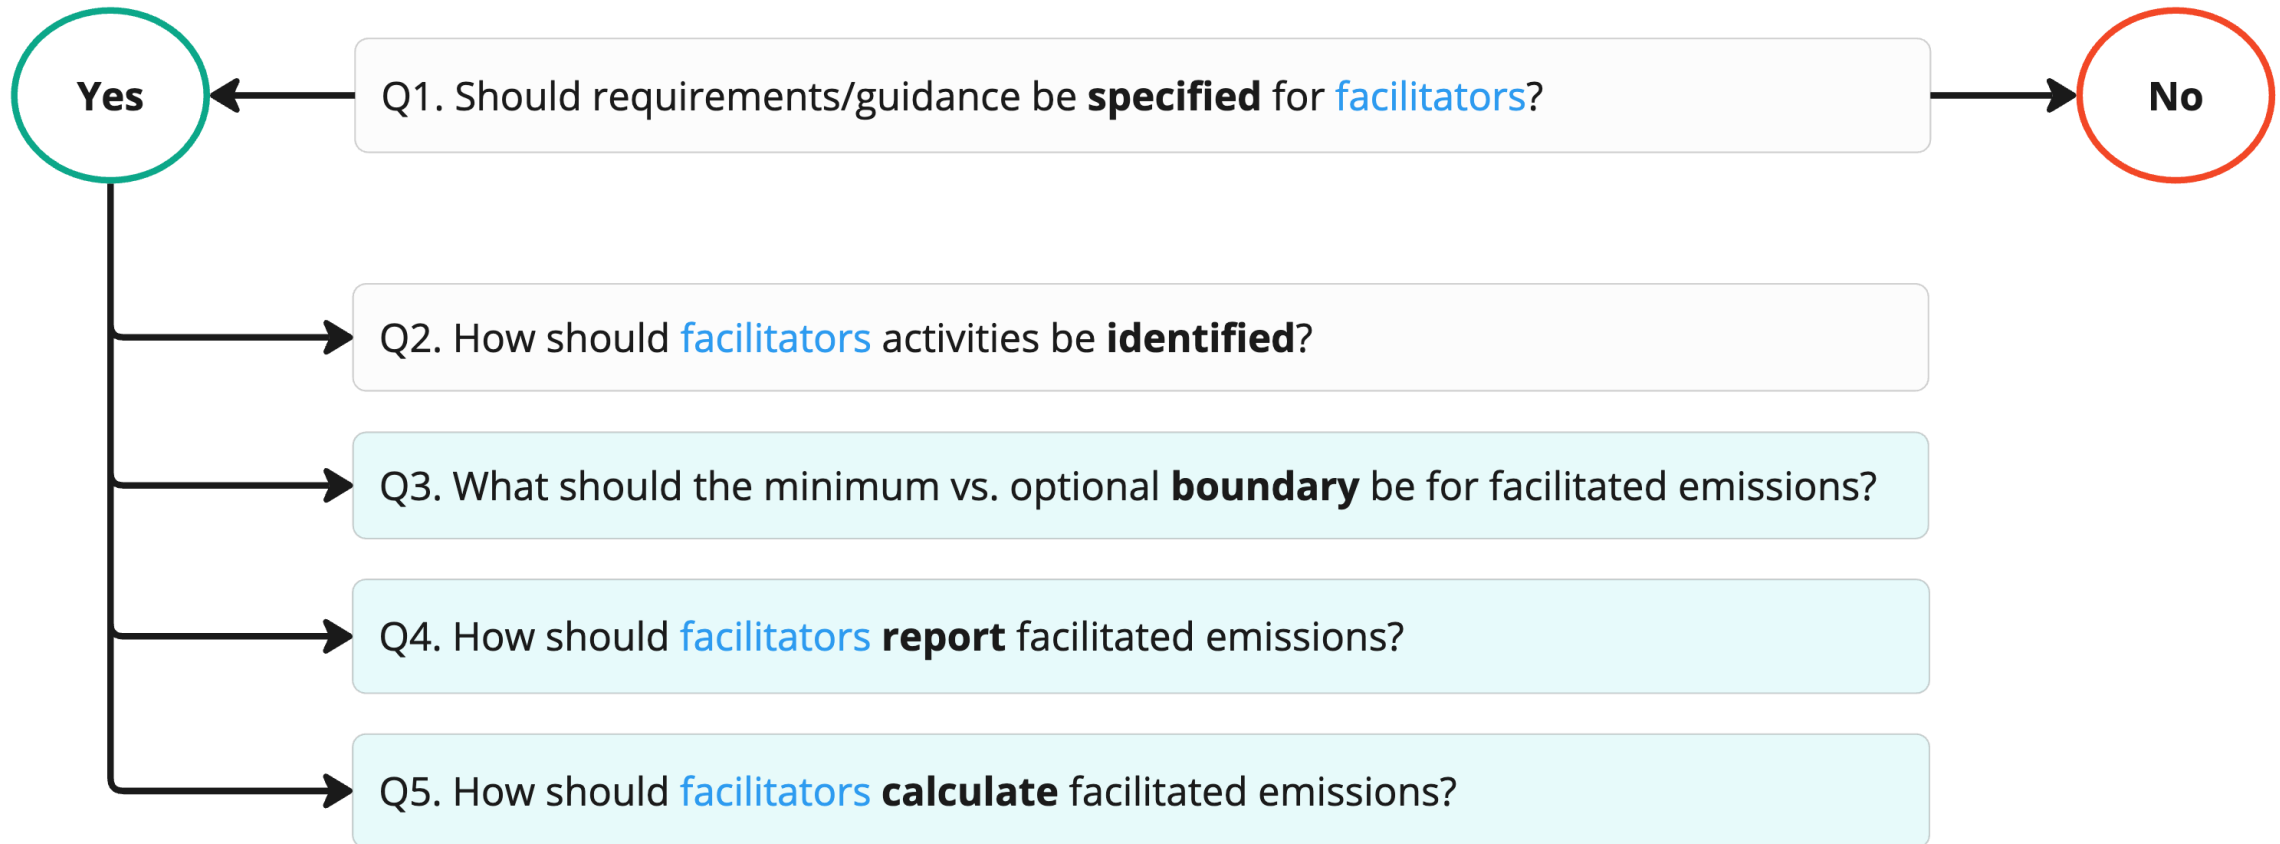 Yes
Q1. Should requirements/guidance be specified for facilitators?
No
Q2. How should facilitators activities be identified?
Q3. What should the minimum vs. optional boundary be for facilitated emissions?
Q4. How should facilitators report facilitated emissions?
Q5. How should facilitators calculate facilitated emissions?